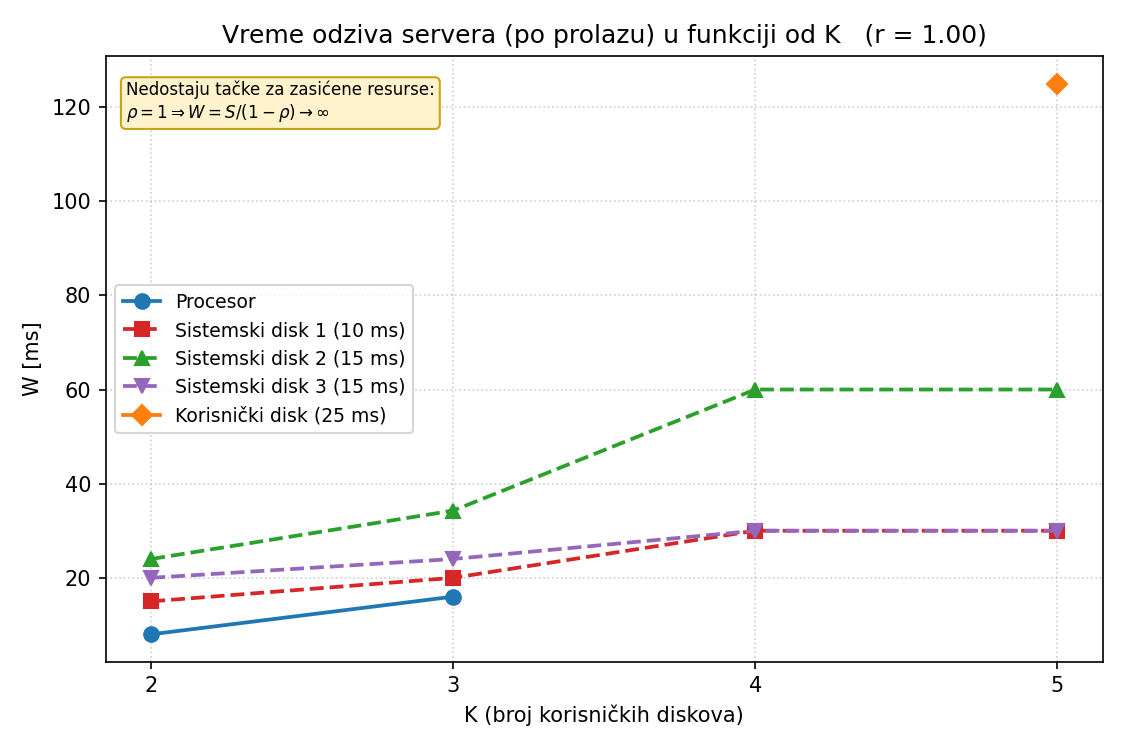 Vreme odziva servera (po prolazu) u funkciji od K (r = 1.00)
Nedostaju tačke za zasićene resurse:
ρ = 1 ⇒ W = S/(1 − ρ) → ∞
120
100
80
60
40
20
W [ms]
Procesor
Sistemski disk 1 (10 ms)
Sistemski disk 2 (15 ms)
Sistemski disk 3 (15 ms)
Korisnički disk (25 ms)
2 3 4 5
K (broj korisničkih diskova)